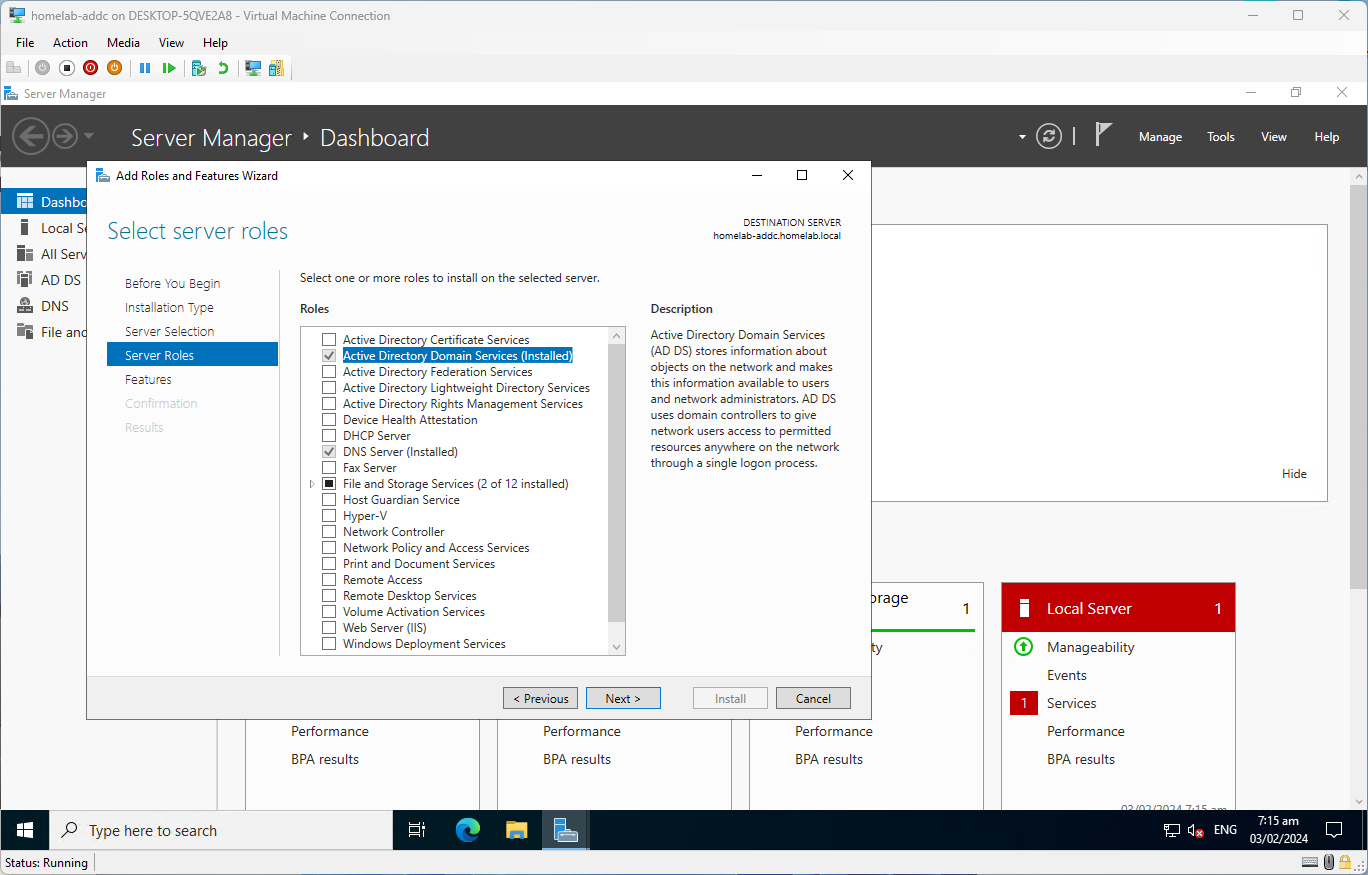 homelab-addc on DESKTOP-5QVE2A8 - Virtual Machine Connection
File Action Media View Help
Server Manager
Server Manager ‣ Dashboard
Manage Tools View Help
Dashbo
Local Se
All Serv
AD DS
DNS
File and
Add Roles and Features Wizard
Select server roles
DESTINATION SERVER
homelab-addc.homelab.local
Before You Begin
Installation Type
Server Selection
Server Roles
Features
Confirmation
Results
Select one or more roles to install on the selected server.
Roles
Active Directory Certificate Services
Active Directory Domain Services (Installed)
Active Directory Federation Services
Active Directory Lightweight Directory Services
Active Directory Rights Management Services
Device Health Attestation
DHCP Server
DNS Server (Installed)
Fax Server
File and Storage Services (2 of 12 installed)
Host Guardian Service
Hyper-V
Network Controller
Network Policy and Access Services
Print and Document Services
Remote Access
Remote Desktop Services
Volume Activation Services
Web Server (IIS)
Windows Deployment Services
Description
Active Directory Domain Services
(AD DS) stores information about
objects on the network and makes
this information available to users
and network administrators. AD DS
uses domain controllers to give
network users access to permitted
resources anywhere on the network
through a single logon process.
< Previous
Next >
Install
Cancel
Hide
Performance
BPA results
Performance
BPA results
orage
1
ty
Performance
BPA results
Local Server 1
Manageability
Events
1 Services
Performance
BPA results
03/02/2024 7:15 am
Type here to search
ENG
7:15 am
03/02/2024
Status: Running